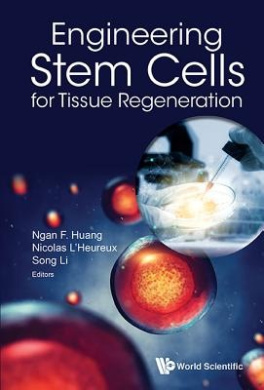 Engineering
Stem Cells
for Tissue Regeneration
Ngan F. Huang
Nicolas L'Heureux
Song Li
Editors
World Scientific